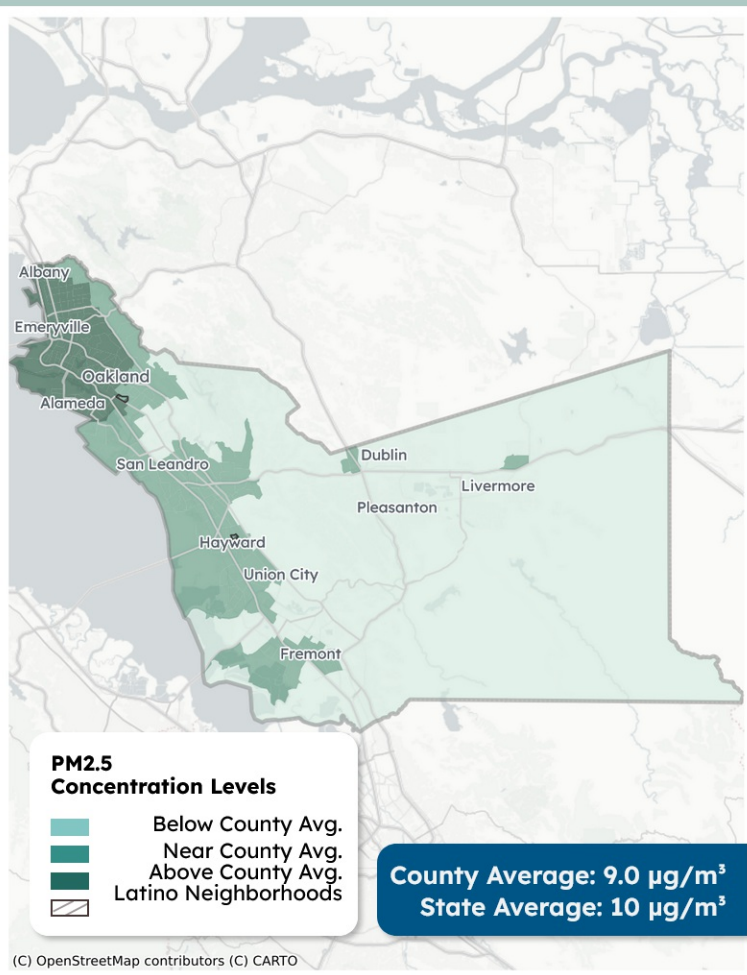 Albany
Emeryville
Oakland
Alameda
San Leandro
Dublin
Livermore
Pleasanton
Hayward
Union City
Fremont
PM2.5
Concentration Levels
Below County Avg.
Near County Avg.
Above County Avg.
Latino Neighborhoods
County Average: 9.0 µg/m³
State Average: 10 µg/m³
(C) OpenStreetMap contributors (C) CARTO